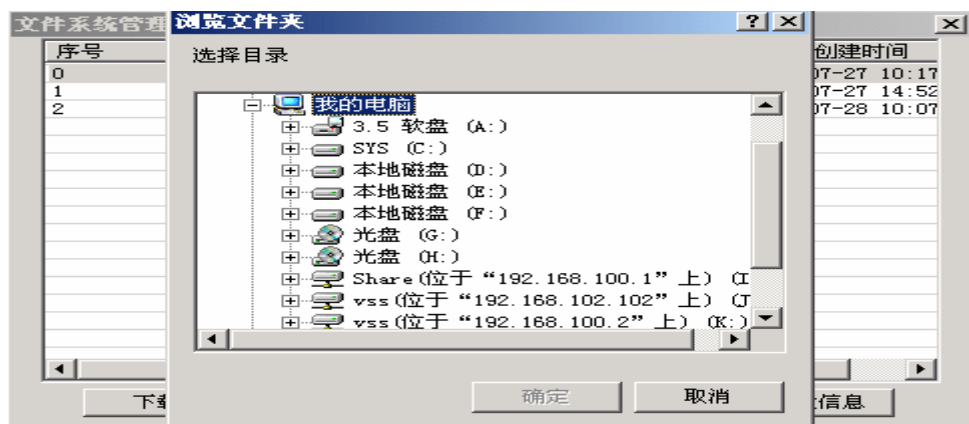 文件系统管理
浏览文件夹
序号
创建时间
选择目录
0
07-27 10:17
1
07-27 14:52
2
07-28 10:07
我的电脑
3.5 软盘 (A:)
SYS (C:)
本地磁盘 (D:)
本地磁盘 (E:)
本地磁盘 (F:)
光盘 (G:)
光盘 (H:)
Share(位于 “192.168.100.1” 上) (I
vss(位于 “192.168.102.102” 上) (J
vss(位于 “192.168.100.2” 上) (K:)
下载
确定
取消
信息